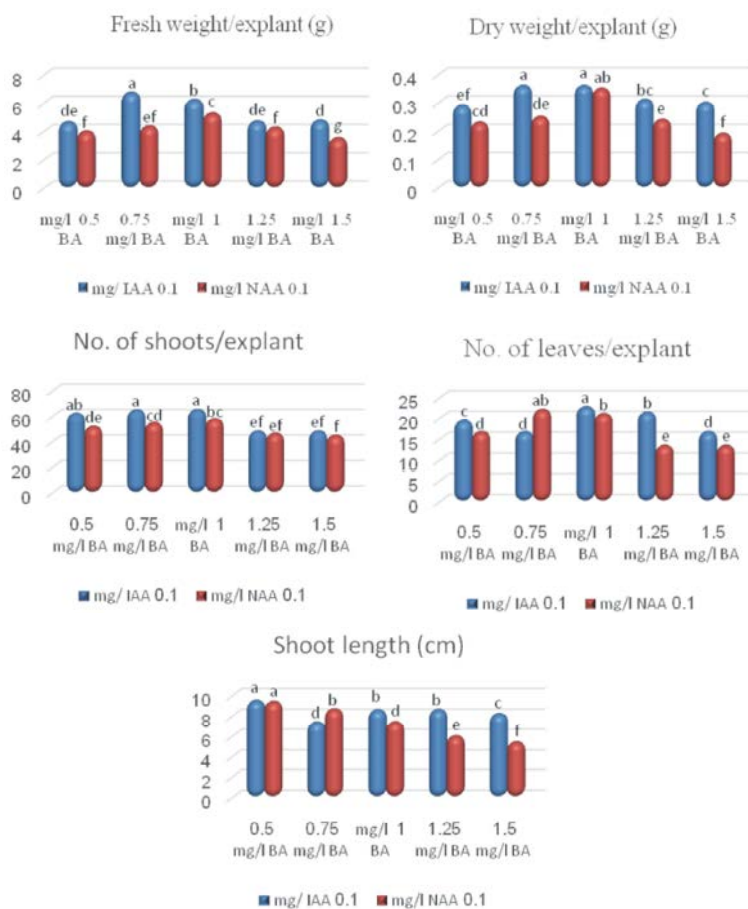 Fresh weight/explant (g)
8
6
4
2
0
de f a ef b c de f d g
mg/l 0.5 BA
0.75 mg/l BA
mg/l 1 BA
1.25 mg/l BA
mg/l 1.5 BA
mg/ IAA 0.1 mg/l NAA 0.1
Dry weight/explant (g)
0.4
0.3
0.2
0.1
0
ef cd a de a ab bc d c f
mg/l 0.5 BA
0.75 mg/l BA
mg/l 1 BA
1.25 mg/l BA
mg/l 1.5 BA
mg/ IAA 0.1 mg/l NAA 0.1
No. of shoots/explant
80
60
40
20
0
ab de a cd a bc ef ef ef f
0.5 mg/l BA
0.75 mg/l BA
mg/l 1 BA
1.25 mg/l BA
1.5 mg/l BA
mg/ IAA 0.1 mg/l NAA 0.1
No. of leaves/explant
25
20
15
10
5
0
c d d ab a b b e d e
0.5 mg/l BA
0.75 mg/l BA
mg/l 1 BA
1.25 mg/l BA
1.5 mg/l BA
mg/ IAA 0.1 mg/l NAA 0.1
Shoot length (cm)
10
8
6
4
2
0
a a d b b d b e c f
0.5 mg/l BA
0.75 mg/l BA
mg/l 1 BA
1.25 mg/l BA
1.5 mg/l BA
mg/ IAA 0.1 mg/l NAA 0.1